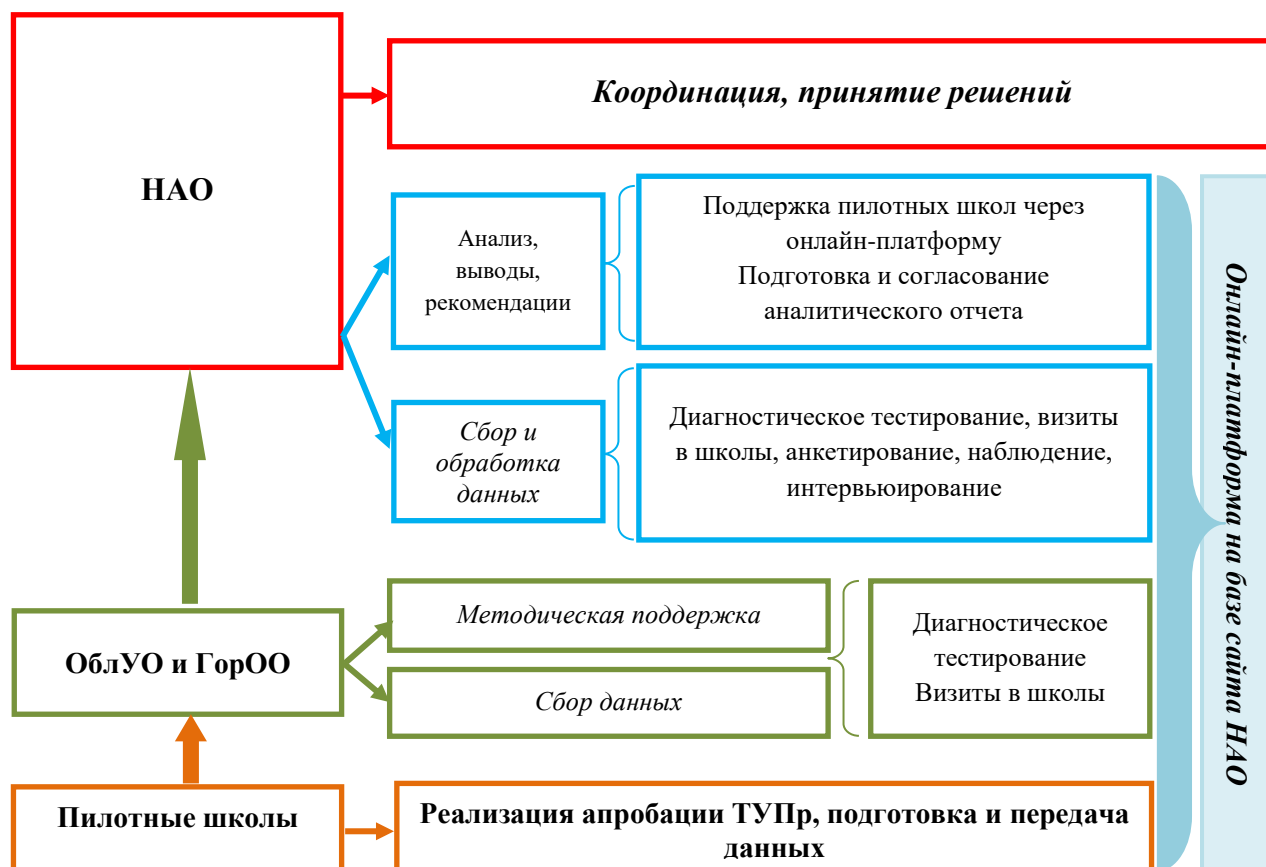 Координация, принятие решений
НАО
Анализ,
выводы,
рекомендации
Поддержка пилотных школ через
онлайн-платформу
Подготовка и согласование
аналитического отчета
Сбор и
обработка
данных
Диагностическое тестирование, визиты
в школы, анкетирование, наблюдение,
интервьюирование
ОблУО и ГорОО
Методическая поддержка
Сбор данных
Диагностическое
тестирование
Визиты в школы
Пилотные школы
Реализация апробации ТУПр, подготовка и передача
данных
Онлайн-платформа на базе сайта НАО